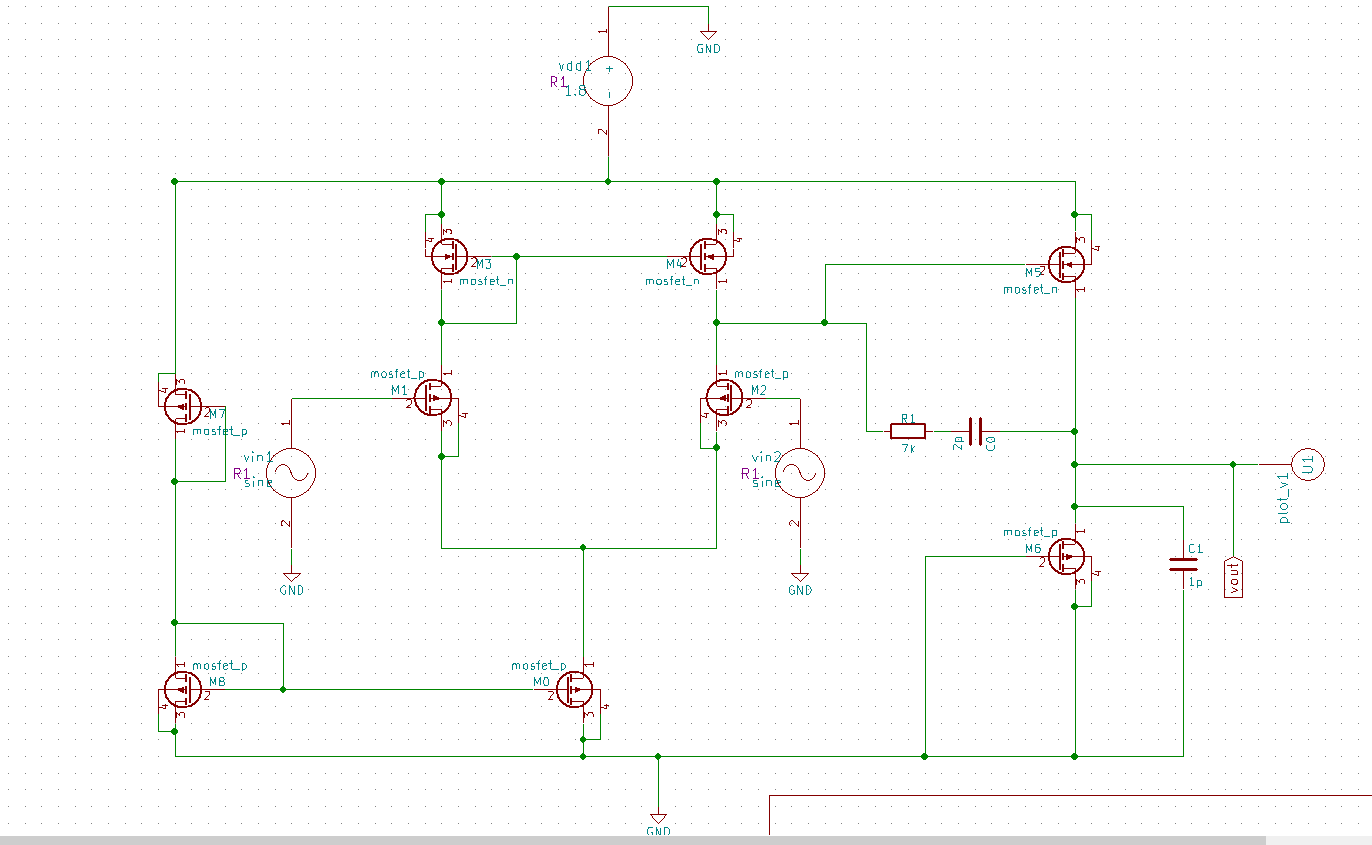 1
GND
vdd1
+
R1
1.8
-
2
3
4
2
M3
mosfet_n
1
3
4
M4
2
mosfet_n
1
3
4
M5
2
mosfet_n
1
mosfet_p
1
M1
2
3
4
mosfet_p
1
M2
2
3
4
3
4
2
M7
mosfet_p
1
1
vin1
R1.
sine
2
GND
1
vin2
R1.
sine
2
GND
R1
7k
2p
C0
U1
plot_v1
vout
mosfet_p
1
M6
2
3
4
C1
1p
mosfet_p
1
M8
2
4
3
mosfet_p
1
M0
2
3
4
GND